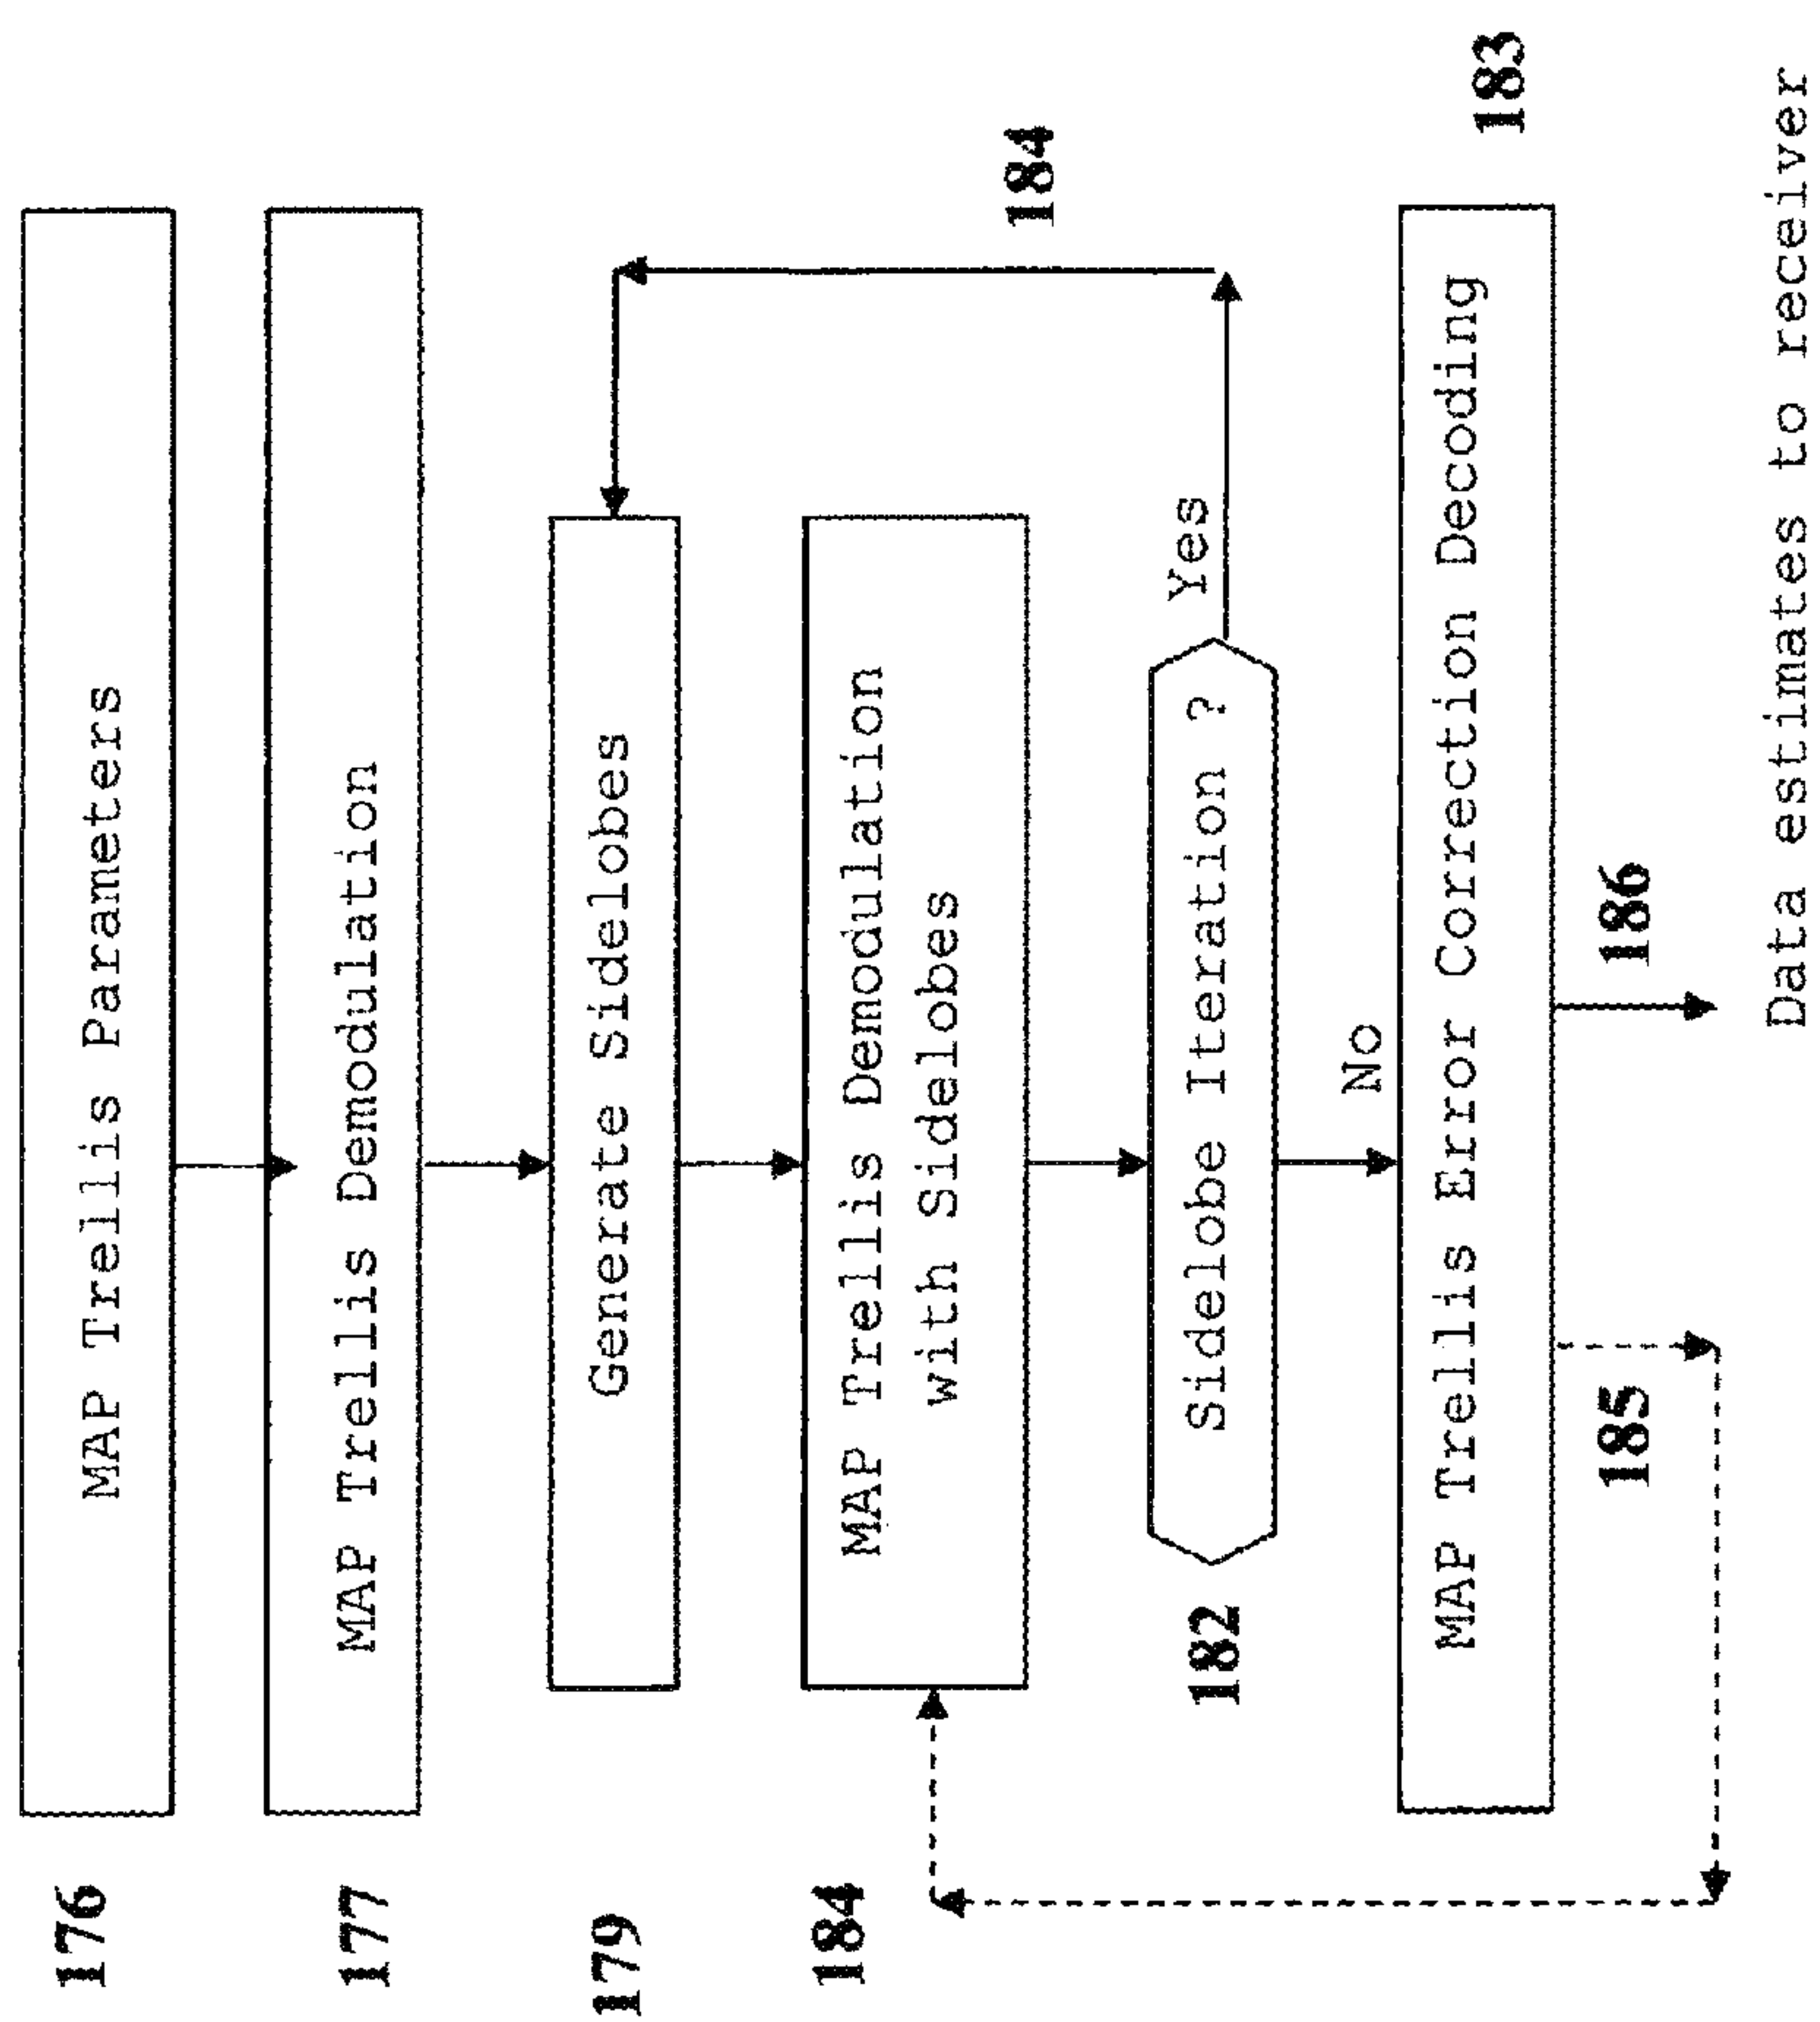 176
MAP Trellis Parameters
177
MAP Trellis Demodulation
179
Generate Sidelobes
184
MAP Trellis Demodulation
with Sidelobes
184
182
Sidelobe Iteration ?
Yes
No
MAP Trellis Error Correction Decoding
183
185
186
Data estimates to receiver